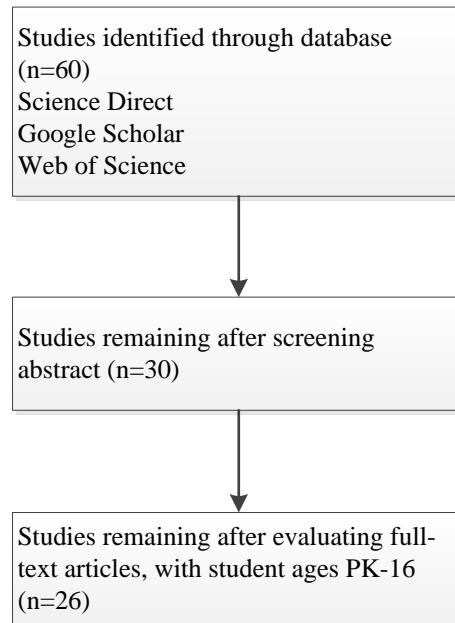 Studies identified through database
(n=60)
Science Direct
Google Scholar
Web of Science
Studies remaining after screening
abstract (n=30)
Studies remaining after evaluating full-
text articles, with student ages PK-16
(n=26)